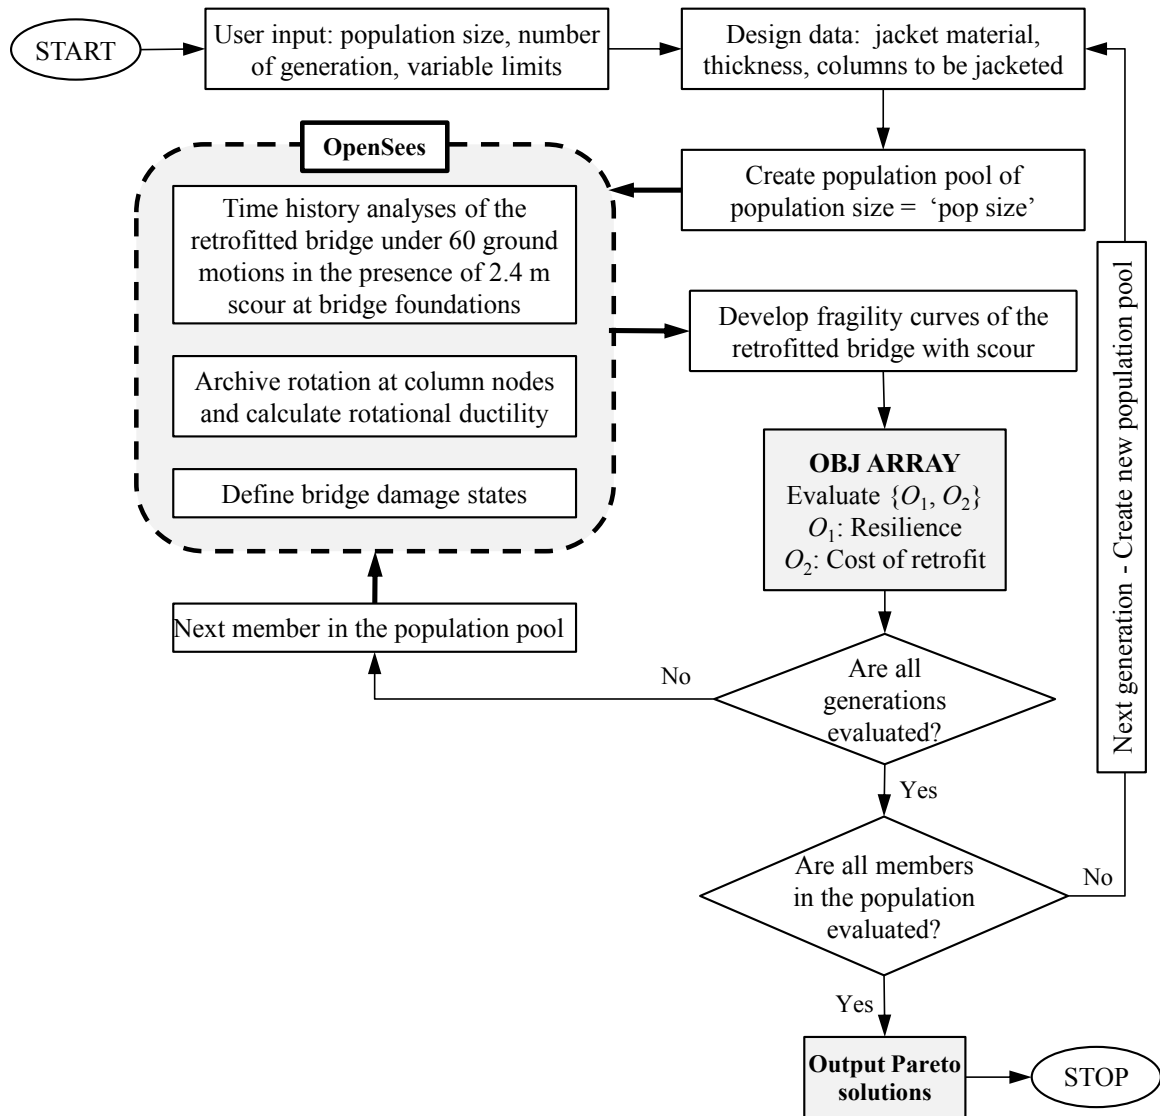 START
User input: population size, number
of generation, variable limits
Design data:  jacket material,
thickness, columns to be jacketed
OpenSees
Time history analyses of the
retrofitted bridge under 60 ground
motions in the presence of 2.4 m
scour at bridge foundations
Create population pool of
population size =  ‘pop size’
Archive rotation at column nodes
and calculate rotational ductility
Define bridge damage states
Develop fragility curves of the
retrofitted bridge with scour
OBJ ARRAY
Evaluate {O1, O2}
O1: Resilience
O2: Cost of retrofit
Next member in the population pool
No
Are all
generations
evaluated?
Yes
Next generation - Create new population pool
Are all members
in the population
evaluated?
No
Yes
Output Pareto
solutions
STOP